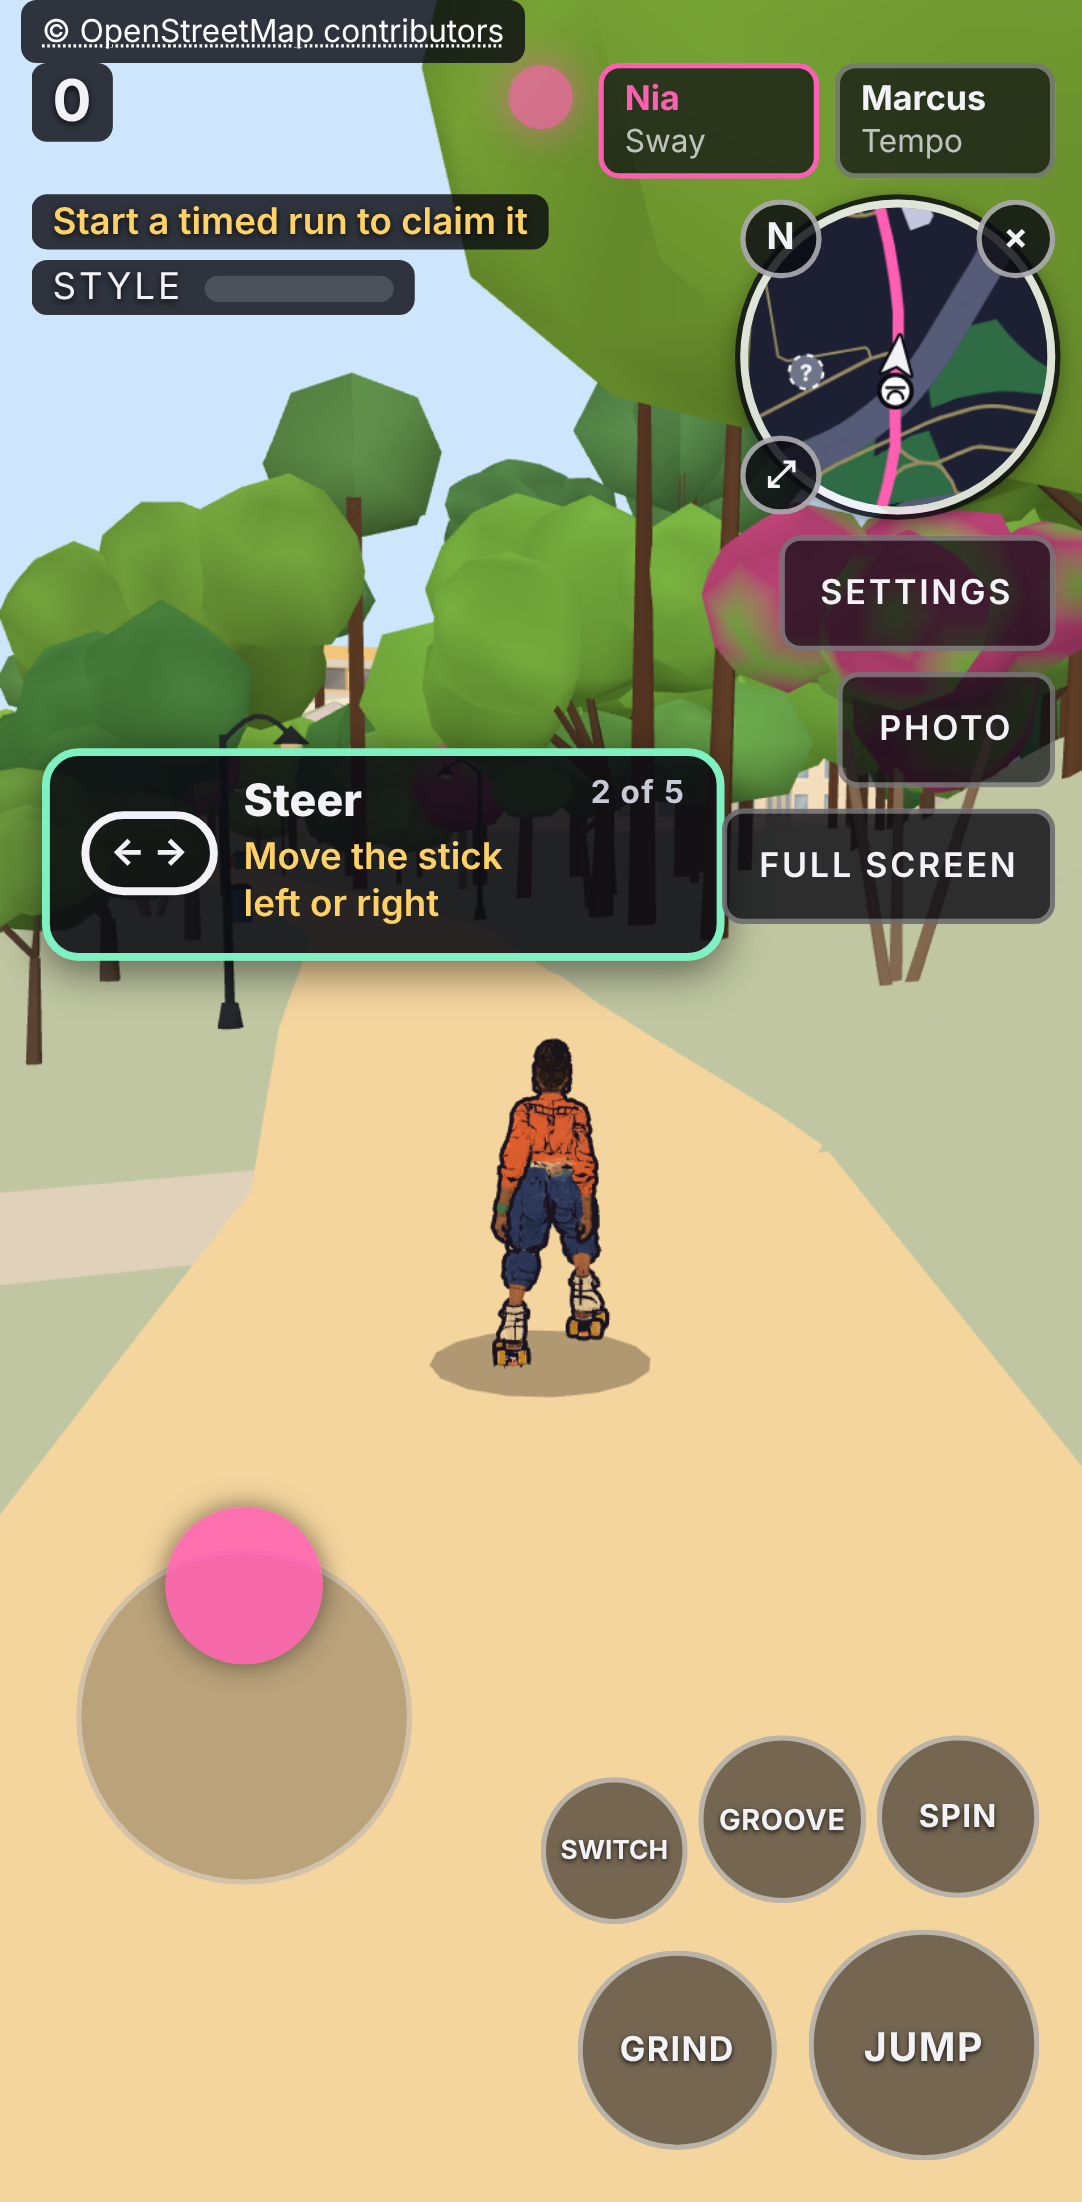 © OpenStreetMap contributors
0
Nia
Sway
Marcus
Tempo
Start a timed run to claim it
STYLE
N
×
?
SETTINGS
PHOTO
FULL SCREEN
Steer
2 of 5
Move the stick
left or right
SWITCH
GROOVE
SPIN
GRIND
JUMP